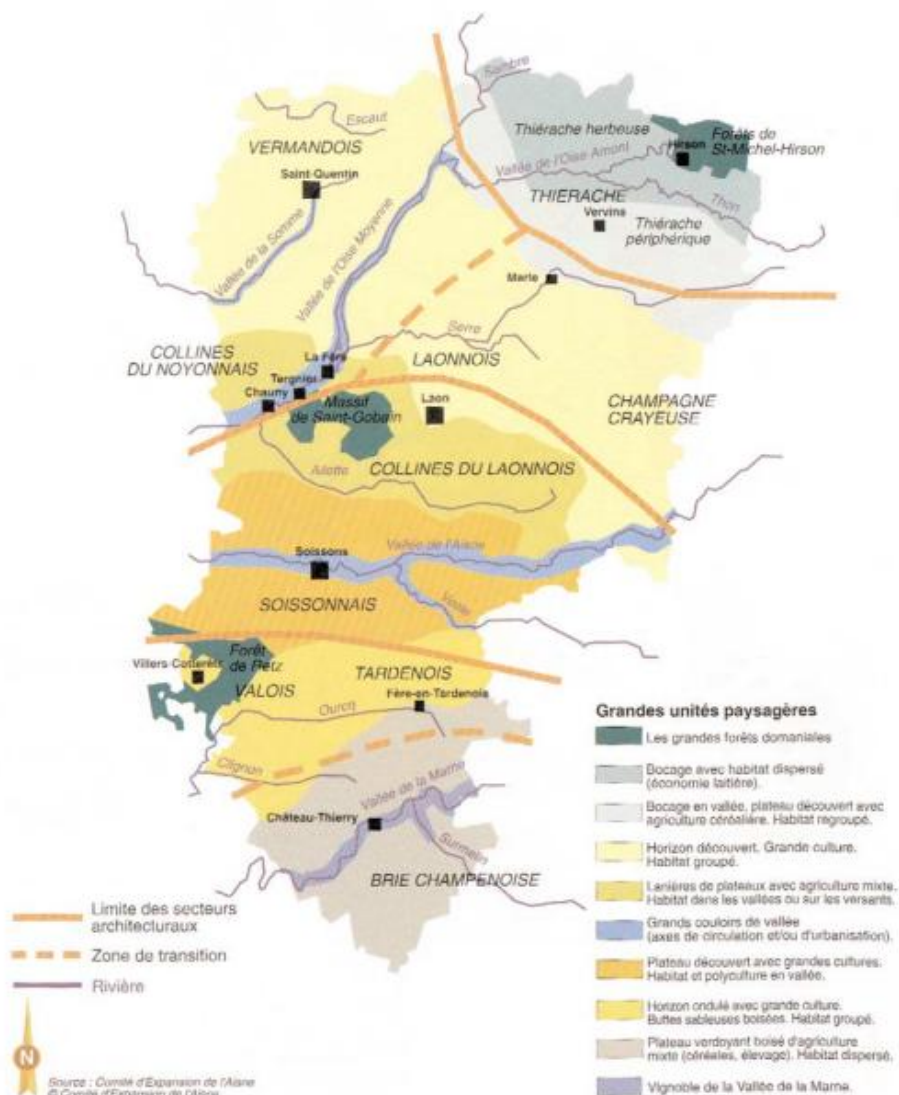 Sambre
Escaut
Thiérache herbeuse
Forêts de
St-Michel-Hirson
Hirson
VERMANDOIS
Vallée de l'Oise Amont
Saint-Quentin
THIERACHE
Thon
Vervins
Thiérache
périphérique
Vallée de la Somme
Vallée de l'Oise Moyenne
Marle
Serre
COLLINES
DU NOYONNAIS
La Fère
LAONNOIS
Tergnier
Chauny
Massif
de Saint-Gobain
Laon
CHAMPAGNE
CRAYEUSE
Ailette
COLLINES DU LAONNOIS
Vallée de l'Aisne
Soissons
Vesle
SOISSONNAIS
Forêt
de Retz
Villers-Cotterêts
TARDENOIS
VALOIS
Fère-en-Tardenois
Ourcq
Clignon
Vallée de la Marne
Château-Thierry
Surmelin
BRIE CHAMPENOISE
Grandes unités paysagères
Les grandes forêts domaniales
Bocage avec habitat dispersé
(économie laitière).
Bocage en vallée, plateau découvert avec
agriculture céréalière. Habitat regroupé.
Horizon découvert. Grande culture.
Habitat groupé.
Lanières de plateaux avec agriculture mixte.
Habitat dans les vallées ou sur les versants.
Grands couloirs de vallée
(axes de circulation et/ou d'urbanisation).
Plateau découvert avec grandes cultures.
Habitat et polyculture en vallée.
Horizon ondulé avec grande culture.
Buttes sableuses boisées. Habitat groupé.
Plateau verdoyant boisé d'agriculture
mixte (céréales, élevage). Habitat dispersé.
Vignoble de la Vallée de la Marne.
Limite des secteurs
architecturaux
Zone de transition
Rivière
N
Source : Comité d'Expansion de l'Aisne
© Comité d'Expansion de l'Aisne